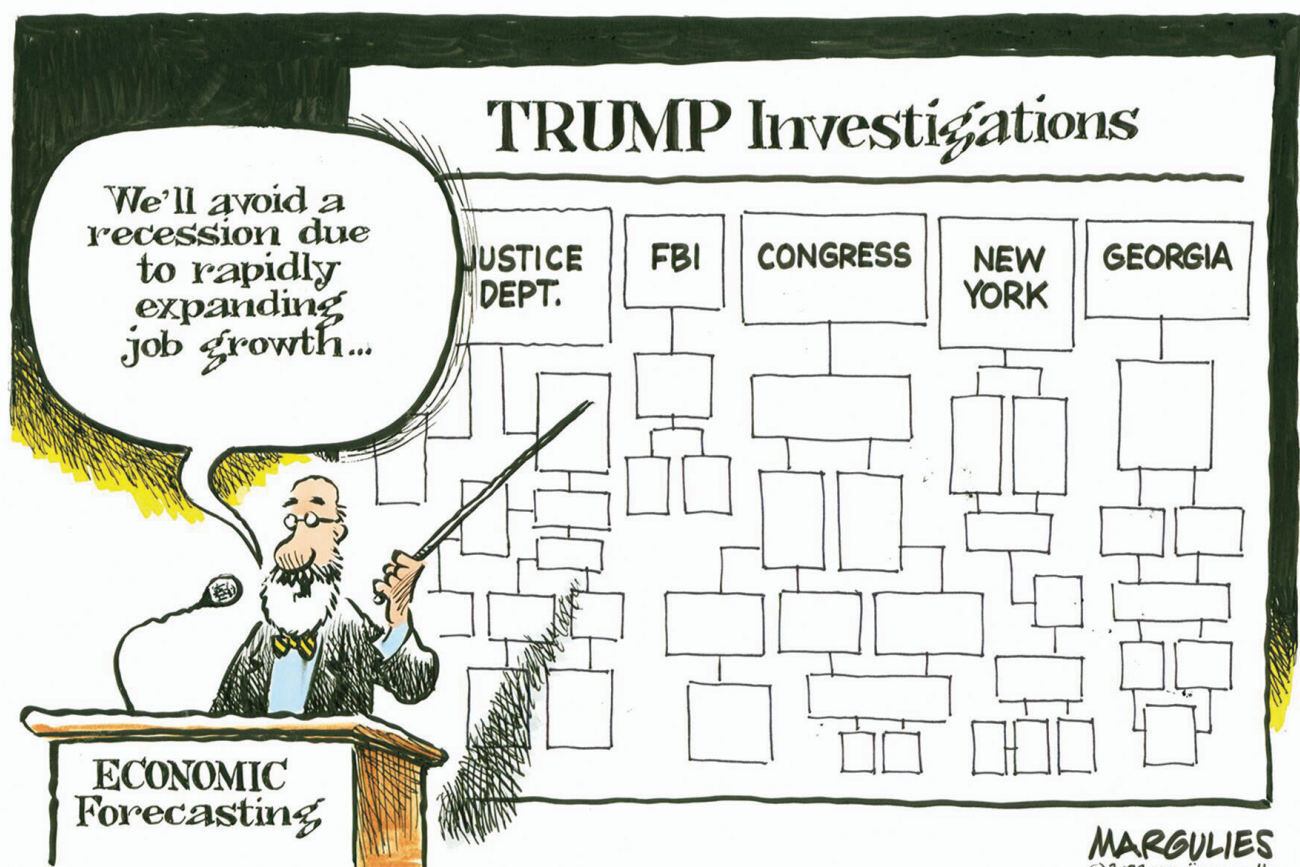 TRUMP Investigations
We'll avoid a
recession due
to rapidly
expanding
job growth...
JUSTICE
DEPT.
FBI
CONGRESS
NEW
YORK
GEORGIA
ECONOMIC
Forecasting
MARGULIES